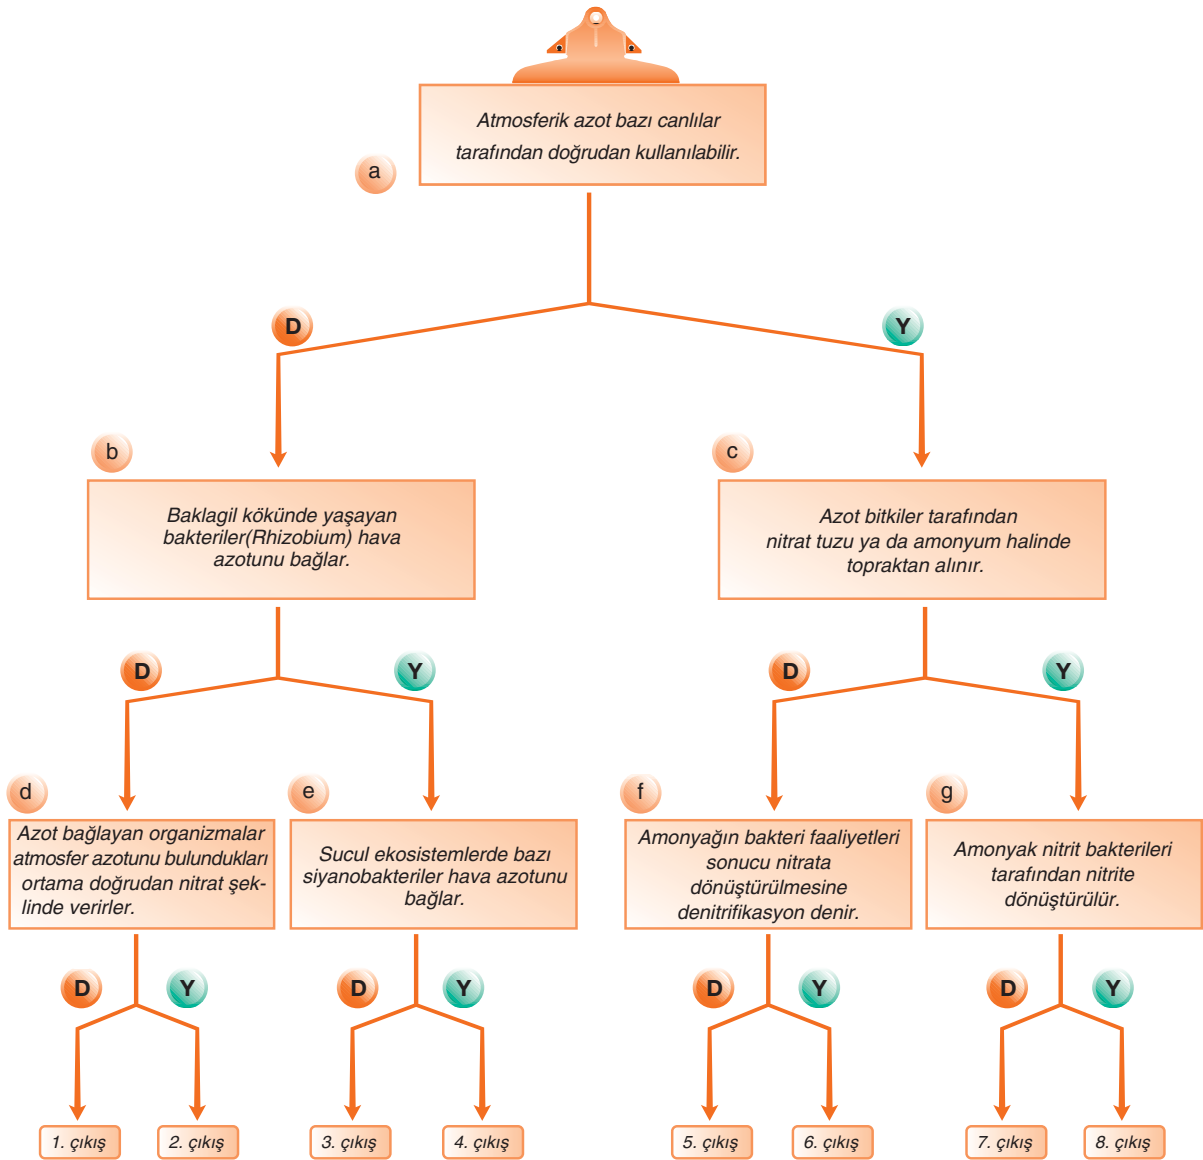 Atmosferik azot bazı canlılar
tarafından doğrudan kullanılabilir.
a
D
Y
b
c
Baklagil kökünde yaşayan
bakteriler(Rhizobium) hava
azotunu bağlar.
Azot bitkiler tarafından
nitrat tuzu ya da amonyum halinde
topraktan alınır.
D
Y
D
Y
d
e
f
g
Azot bağlayan organizmalar
atmosfer azotunu bulundukları
ortama doğrudan nitrat şek-
linde verirler.
Sucul ekosistemlerde bazı
siyanobakteriler hava azotunu
bağlar.
Amonyağın bakteri faaliyetleri
sonucu nitrata
dönüştürülmesine
denitrifikasyon denir.
Amonyak nitrit bakterileri
tarafından nitrite
dönüştürülür.
D
Y
D
Y
D
Y
D
Y
1. çıkış
2. çıkış
3. çıkış
4. çıkış
5. çıkış
6. çıkış
7. çıkış
8. çıkış